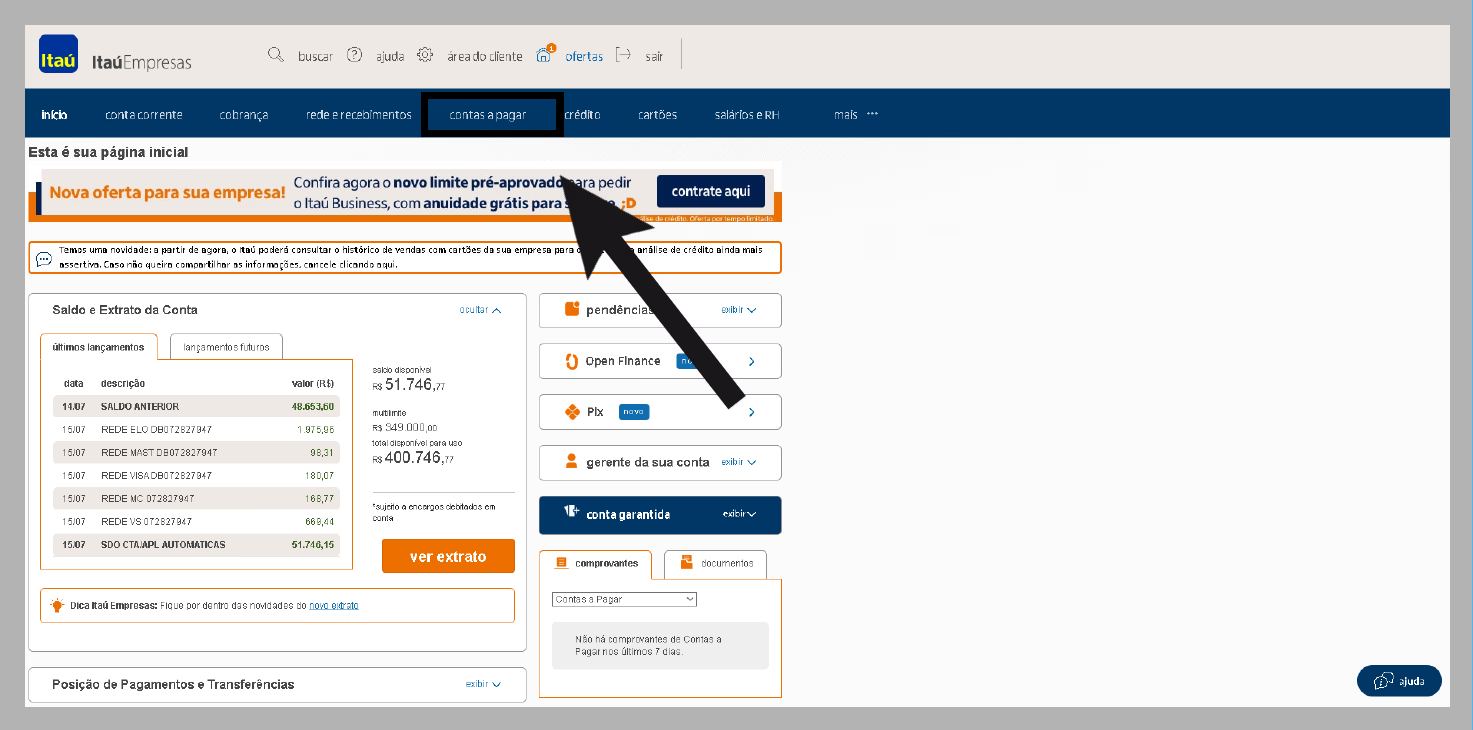 Itaú ItaúEmpresas buscar ajuda área do cliente 1 ofertas sair
início conta corrente cobrança rede e recebimentos contas a pagar crédito cartões salários e RH mais ...
Esta é sua página inicial
Nova oferta para sua empresa!
Confira agora o novo limite pré-aprovado para pedir
o Itaú Business, com anuidade grátis para ;D
contrate aqui
de crédito. Oferta por tempo limitado.
Temos uma novidade: a partir de agora, o Itaú poderá consultar o histórico de vendas com cartões da sua empresa para análise de crédito ainda mais
assertiva. Caso não queira compartilhar as informações, cancele clicando aqui.
Saldo e Extrato da Conta ocultar
últimos lançamentos lançamentos futuros
data descrição valor (R$)
14/07 SALDO ANTERIOR 48.653,60
15/07 REDE ELO DB072827947 1.975,96
15/07 REDE MAST DB072827947 98,31
15/07 REDE VISA DB072827947 180,07
15/07 REDE MC 072827947 168,77
15/07 REDE VS 072827947 669,44
15/07 SDO CTA/APL AUTOMATICAS 51.746,15
saldo disponível
R$ 51.746,77
multilimite
R$ 349.000,00
total disponível para uso
R$ 400.746,77
*sujeito a encargos debitados em
conta
ver extrato
Dica Itaú Empresas: Fique por dentro das novidades do novo extrato
Posição de Pagamentos e Transferências exibir
pendências exibir
Open Finance
Pix novo
gerente da sua conta exibir
conta garantida exibir
comprovantes documentos
Contas a Pagar
Não há comprovantes de Contas a
Pagar nos últimos 7 dias.
ajuda